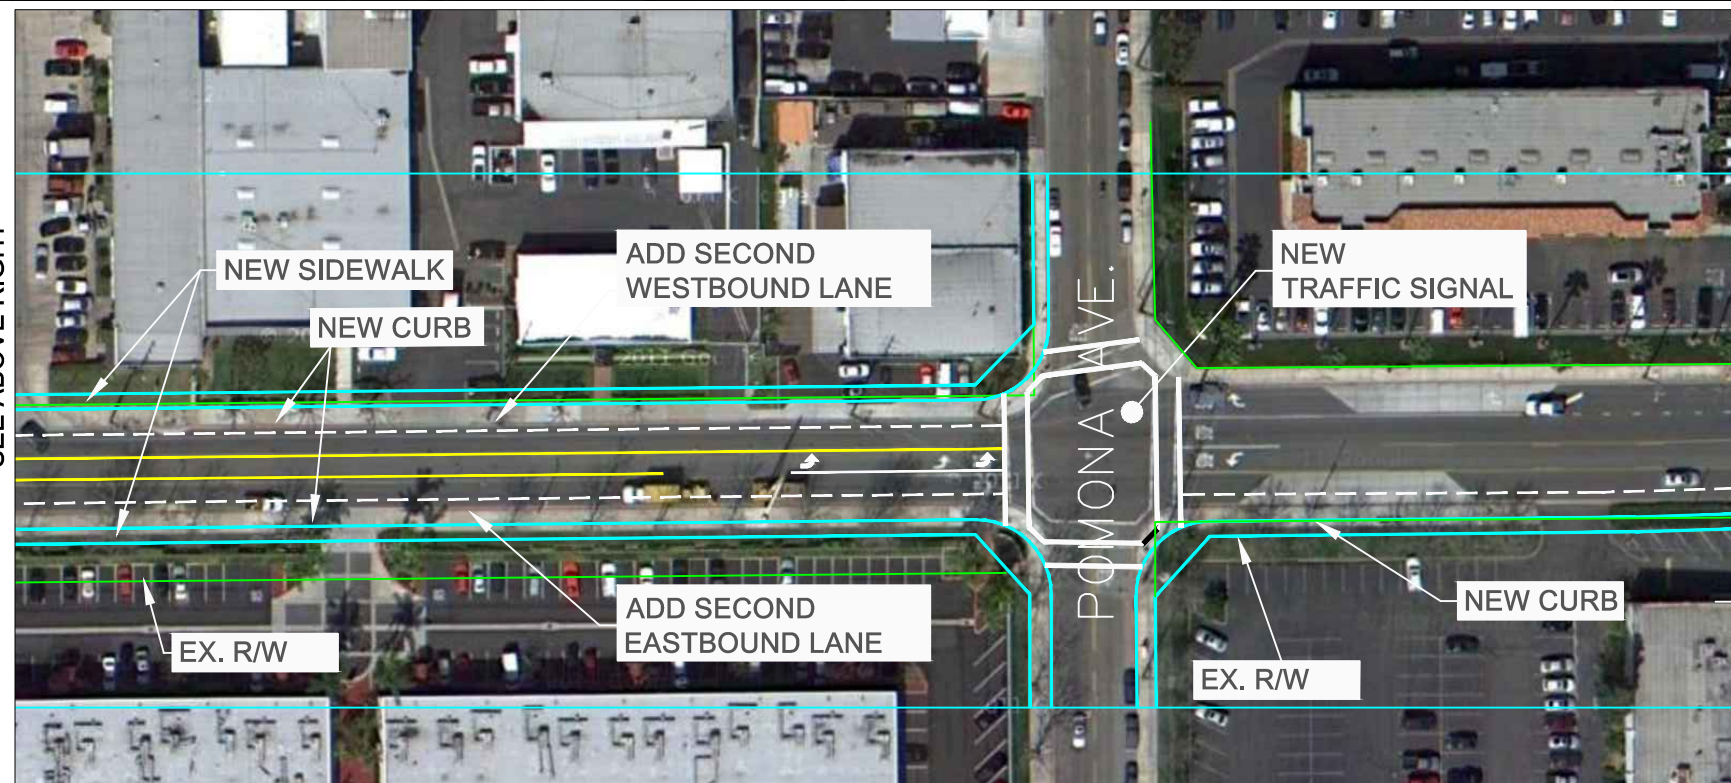 NEW SIDEWALK
NEW CURB
ADD SECOND
WESTBOUND LANE
NEW
TRAFFIC SIGNAL
POMONA AVE.
ADD SECOND
EASTBOUND LANE
EX. R/W
NEW CURB
EX. R/W